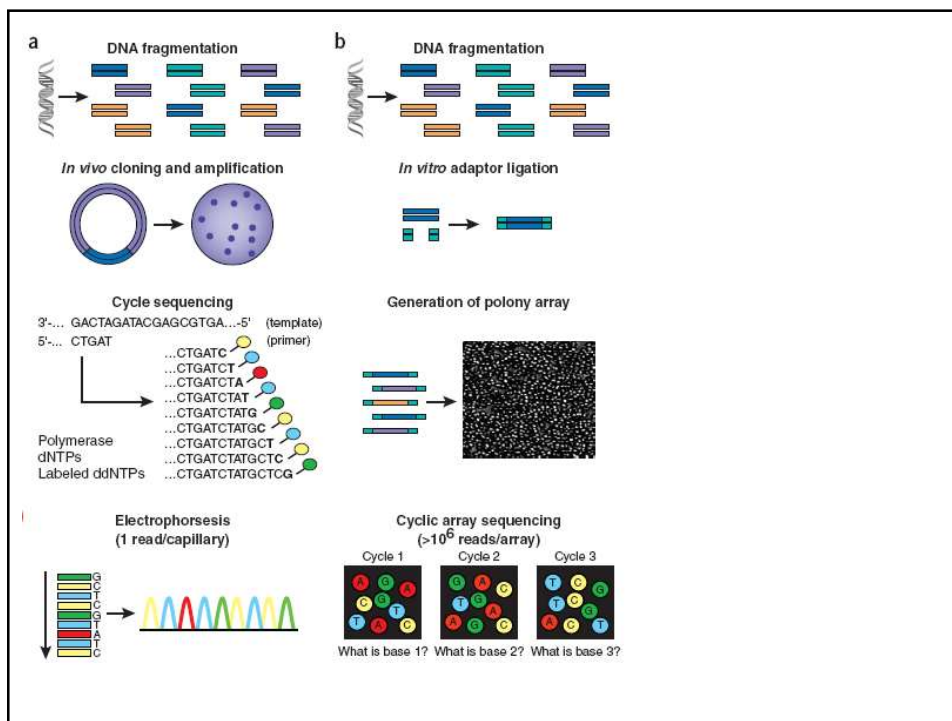 a
DNA fragmentation
In vivo cloning and amplification
Cycle sequencing
3'-... GACTAGATACGAGCGTGA...-5' (template)
5'-... CTGAT (primer)
...CTGATC
...CTGATCT
...CTGATCTA
...CTGATCTAT
...CTGATCTATG
...CTGATCTATGC
...CTGATCTATGCT
...CTGATCTATGCTC
...CTGATCTATGCTCG
Polymerase
dNTPs
Labeled ddNTPs
Electrophorsesis
(1 read/capillary)
G
C
T
C
G
T
A
T
C
b
DNA fragmentation
In vitro adaptor ligation
Generation of polony array
Cyclic array sequencing
(>10⁶ reads/array)
Cycle 1
A G A
C G T
T A C
What is base 1?
Cycle 2
G A C
T G A
A G C
What is base 2?
Cycle 3
T C G
T C G
A C T
What is base 3?